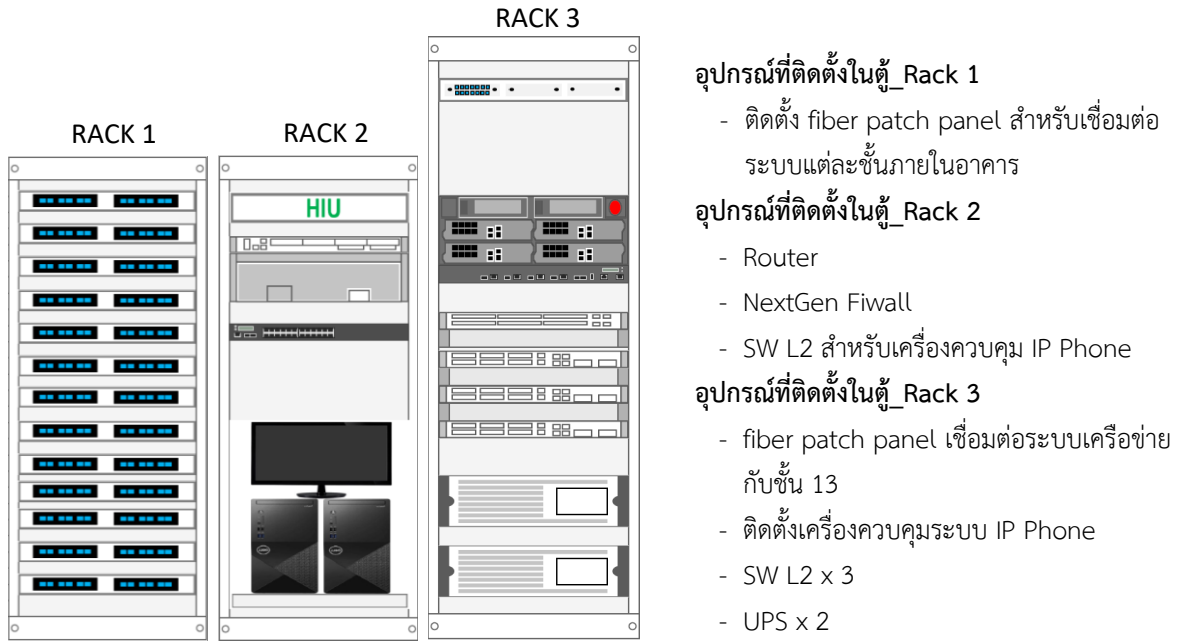 RACK 3
RACK 1
RACK 2
HIU
อุปกรณ์ที่ติดตั้งในตู้_Rack 1
- ติดตั้ง fiber patch panel สำหรับเชื่อมต่อ
ระบบแต่ละชั้นภายในอาคาร
อุปกรณ์ที่ติดตั้งในตู้_Rack 2
- Router
- NextGen Fiwall
- SW L2 สำหรับเครื่องควบคุม IP Phone
อุปกรณ์ที่ติดตั้งในตู้_Rack 3
- fiber patch panel เชื่อมต่อระบบเครือข่าย
กับชั้น 13
- ติดตั้งเครื่องควบคุมระบบ IP Phone
- SW L2 x 3
- UPS x 2